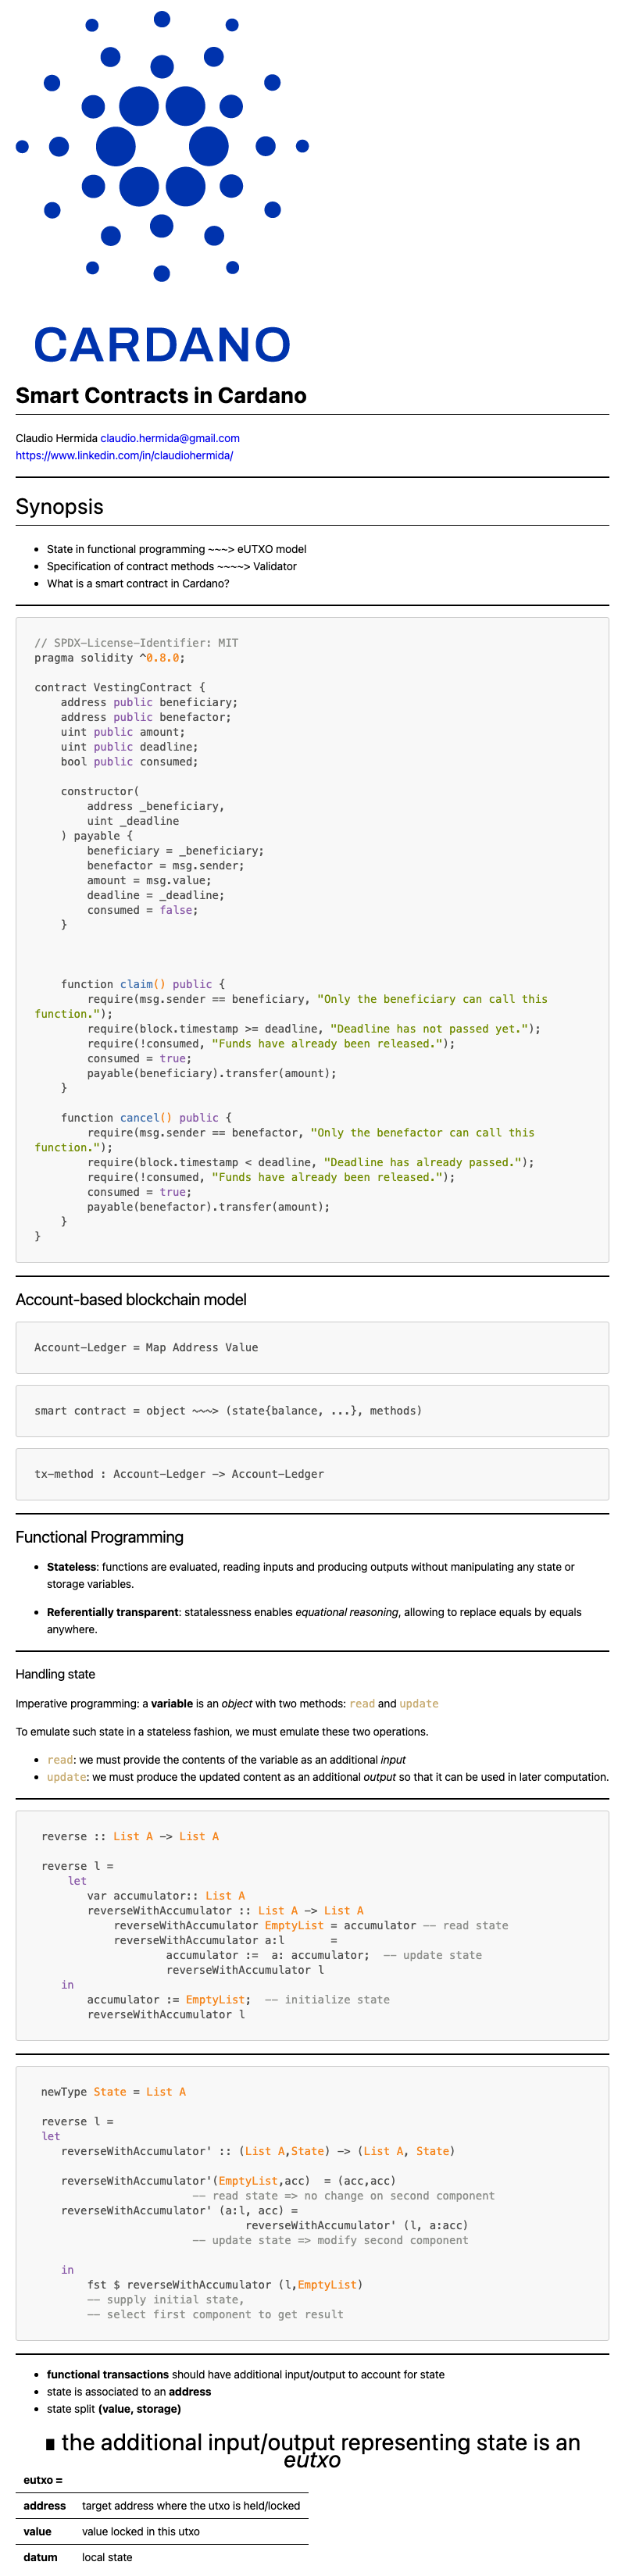 CARDANO
Smart Contracts in Cardano
Claudio Hermida claudio.hermida@gmail.com
https://www.linkedin.com/in/claudiohermida/
Synopsis
• State in functional programming ~~~> eUTXO model
• Specification of contract methods ~~~~> Validator
• What is a smart contract in Cardano?
// SPDX-License-Identifier: MIT
pragma solidity ^0.8.0;
contract VestingContract {
    address public beneficiary;
    address public benefactor;
    uint public amount;
    uint public deadline;
    bool public consumed;
    constructor(
        address _beneficiary,
        uint _deadline
    ) payable {
        beneficiary = _beneficiary;
        benefactor = msg.sender;
        amount = msg.value;
        deadline = _deadline;
        consumed = false;
    }
    function claim() public {
        require(msg.sender == beneficiary, "Only the beneficiary can call this
function.");
        require(block.timestamp >= deadline, "Deadline has not passed yet.");
        require(!consumed, "Funds have already been released.");
        consumed = true;
        payable(beneficiary).transfer(amount);
    }
    function cancel() public {
        require(msg.sender == benefactor, "Only the benefactor can call this
function.");
        require(block.timestamp < deadline, "Deadline has already passed.");
        require(!consumed, "Funds have already been released.");
        consumed = true;
        payable(benefactor).transfer(amount);
    }
}
Account-based blockchain model
Account-Ledger = Map Address Value
smart contract = object ~~~> (state{balance, ...}, methods)
tx-method : Account-Ledger -> Account-Ledger
Functional Programming
• Stateless: functions are evaluated, reading inputs and producing outputs without manipulating any state or
storage variables.
• Referentially transparent: statalessness enables equational reasoning, allowing to replace equals by equals
anywhere.
Handling state
Imperative programming: a variable is an object with two methods: read and update
To emulate such state in a stateless fashion, we must emulate these two operations.
• read: we must provide the contents of the variable as an additional input
• update: we must produce the updated content as an additional output so that it can be used in later computation.
reverse :: List A -> List A
reverse l =
    let
       var accumulator:: List A
       reverseWithAccumulator :: List A -> List A
           reverseWithAccumulator EmptyList = accumulator -- read state
           reverseWithAccumulator a:l       =
                   accumulator :=  a: accumulator;  -- update state
                   reverseWithAccumulator l
   in
       accumulator := EmptyList;  -- initialize state
       reverseWithAccumulator l
newType State = List A
reverse l =
let
   reverseWithAccumulator' :: (List A,State) -> (List A, State)
   reverseWithAccumulator'(EmptyList,acc)  = (acc,acc)
                       -- read state => no change on second component
   reverseWithAccumulator' (a:l, acc) =
                               reverseWithAccumulator' (l, a:acc)
                       -- update state => modify second component
   in
       fst $ reverseWithAccumulator (l,EmptyList)
       -- supply initial state,
       -- select first component to get result
• functional transactions should have additional input/output to account for state
• state is associated to an address
• state split (value, storage)
∎ the additional input/output representing state is an
eutxo
eutxo =
address target address where the utxo is held/locked
value value locked in this utxo
datum local state